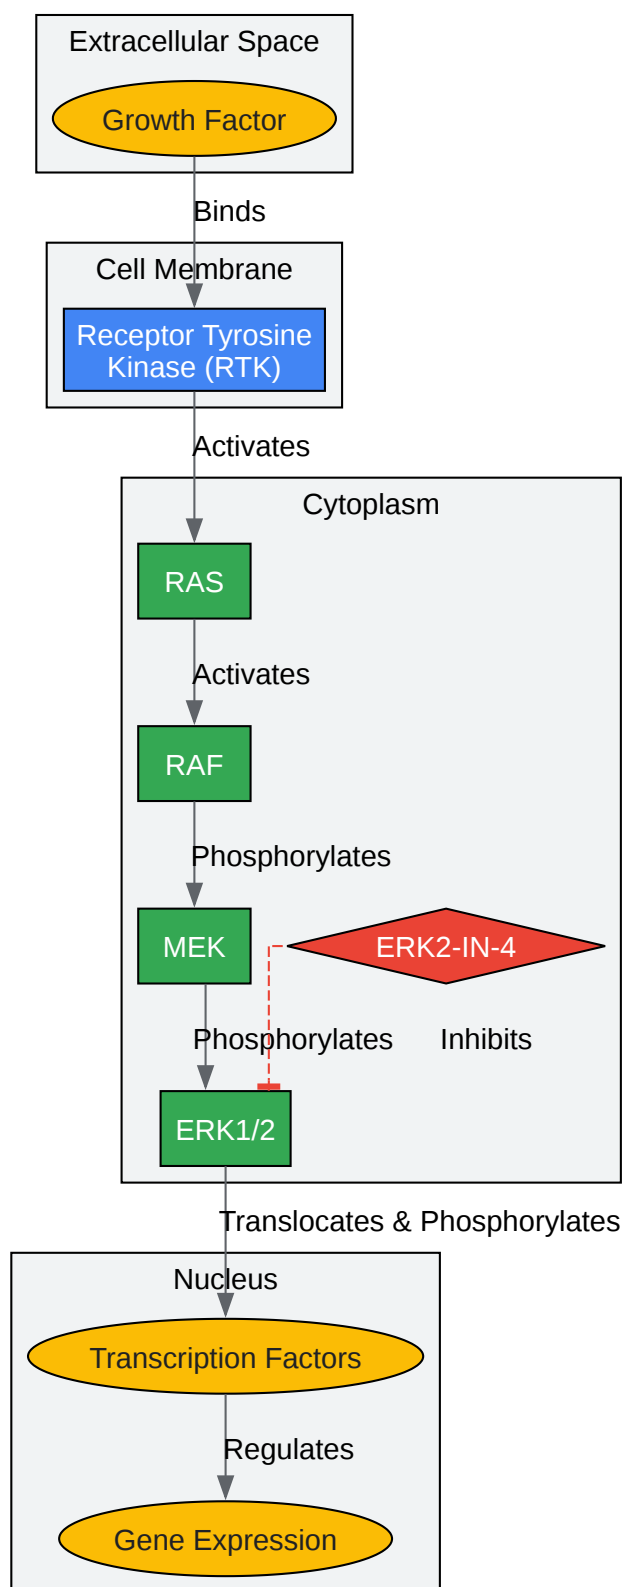 Extracellular Space
Growth Factor
Binds
Cell Membrane
Receptor Tyrosine
Kinase (RTK)
Activates
Cytoplasm
RAS
Activates
RAF
Phosphorylates
MEK
ERK2-IN-4
Phosphorylates
Inhibits
ERK1/2
Translocates & Phosphorylates
Nucleus
Transcription Factors
Regulates
Gene Expression